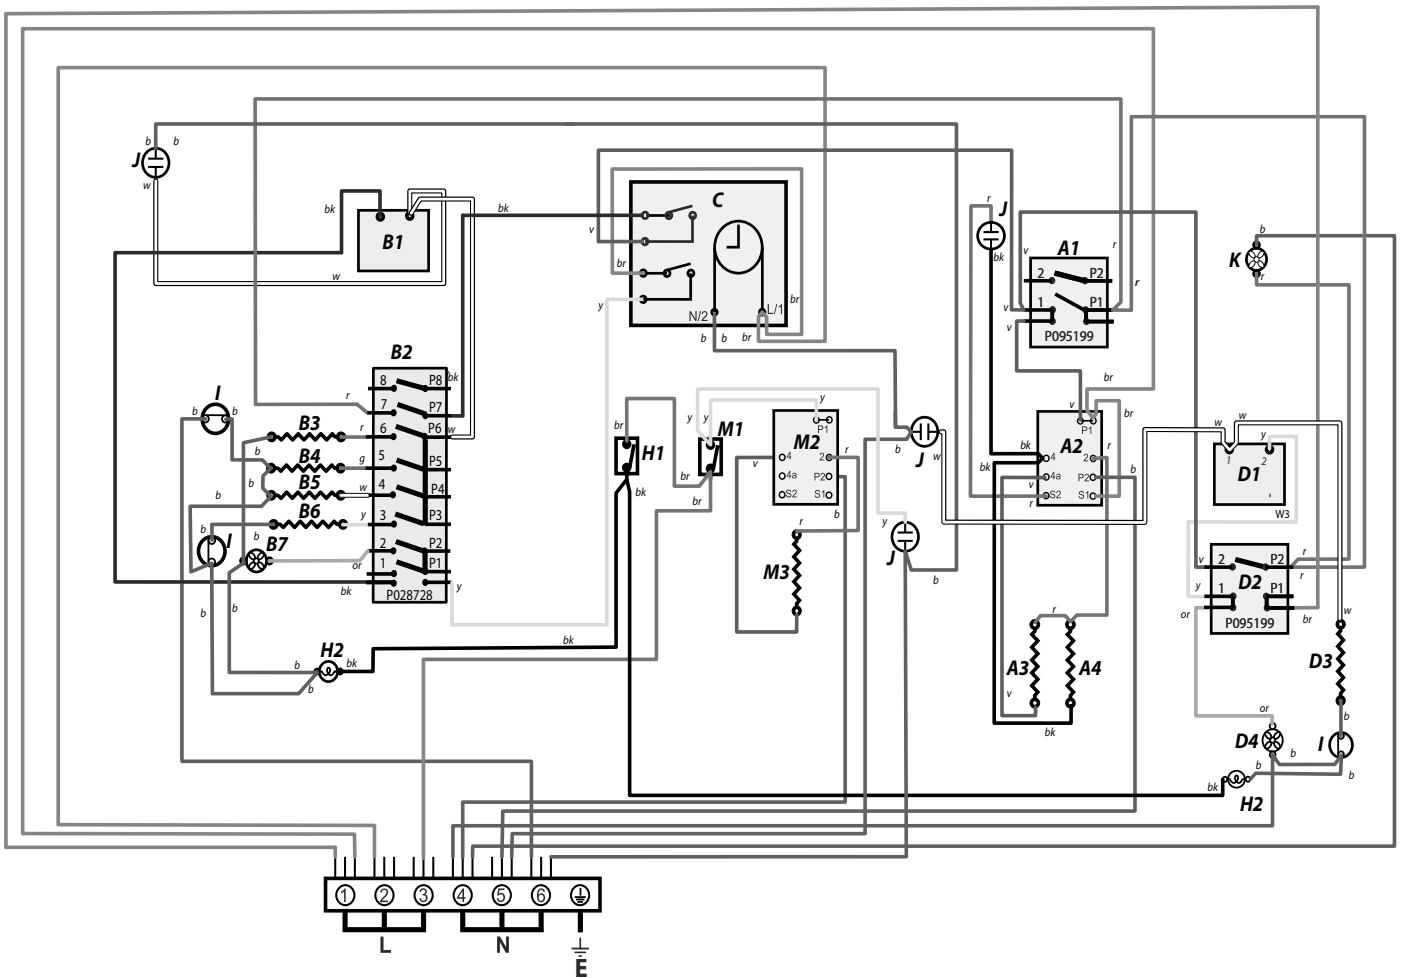 b
b
J
w
bk
B1
w
bk
C
v
br
y
N/2
L/1
br
b
b
br
r
J
bk
v
A1
r
r
2
P2
v
1
P1
v
P095199
b
K
r
B2
8
P8
bk
7
P7
r
6
P6
w
5
P5
4
P4
3
P3
2
P2
1
P1
P028728
y
I
b
b
B3
r
b
B4
g
b
B5
w
b
B6
y
b
b
I
B7
or
bk
b
b
H2
b
bk
b
bk
br
H1
bk
y
y
M1
br
br
y
P1
M2
v
4
2
r
4a
P2
S2
S1
b
r
M3
b
J
w
y
J
b
v
br
br
P1
A2
bk
4
2
r
bk
4a
P2
b
v
S2
S1
r
r
A3
A4
v
bk
w
w
y
1
2
D1
W3
v
2
P2
r
r
D2
y
1
P1
or
P095199
br
w
D3
or
b
D4
b
I
b
b
bk
H2
1
2
3
4
5
6
L
N
E